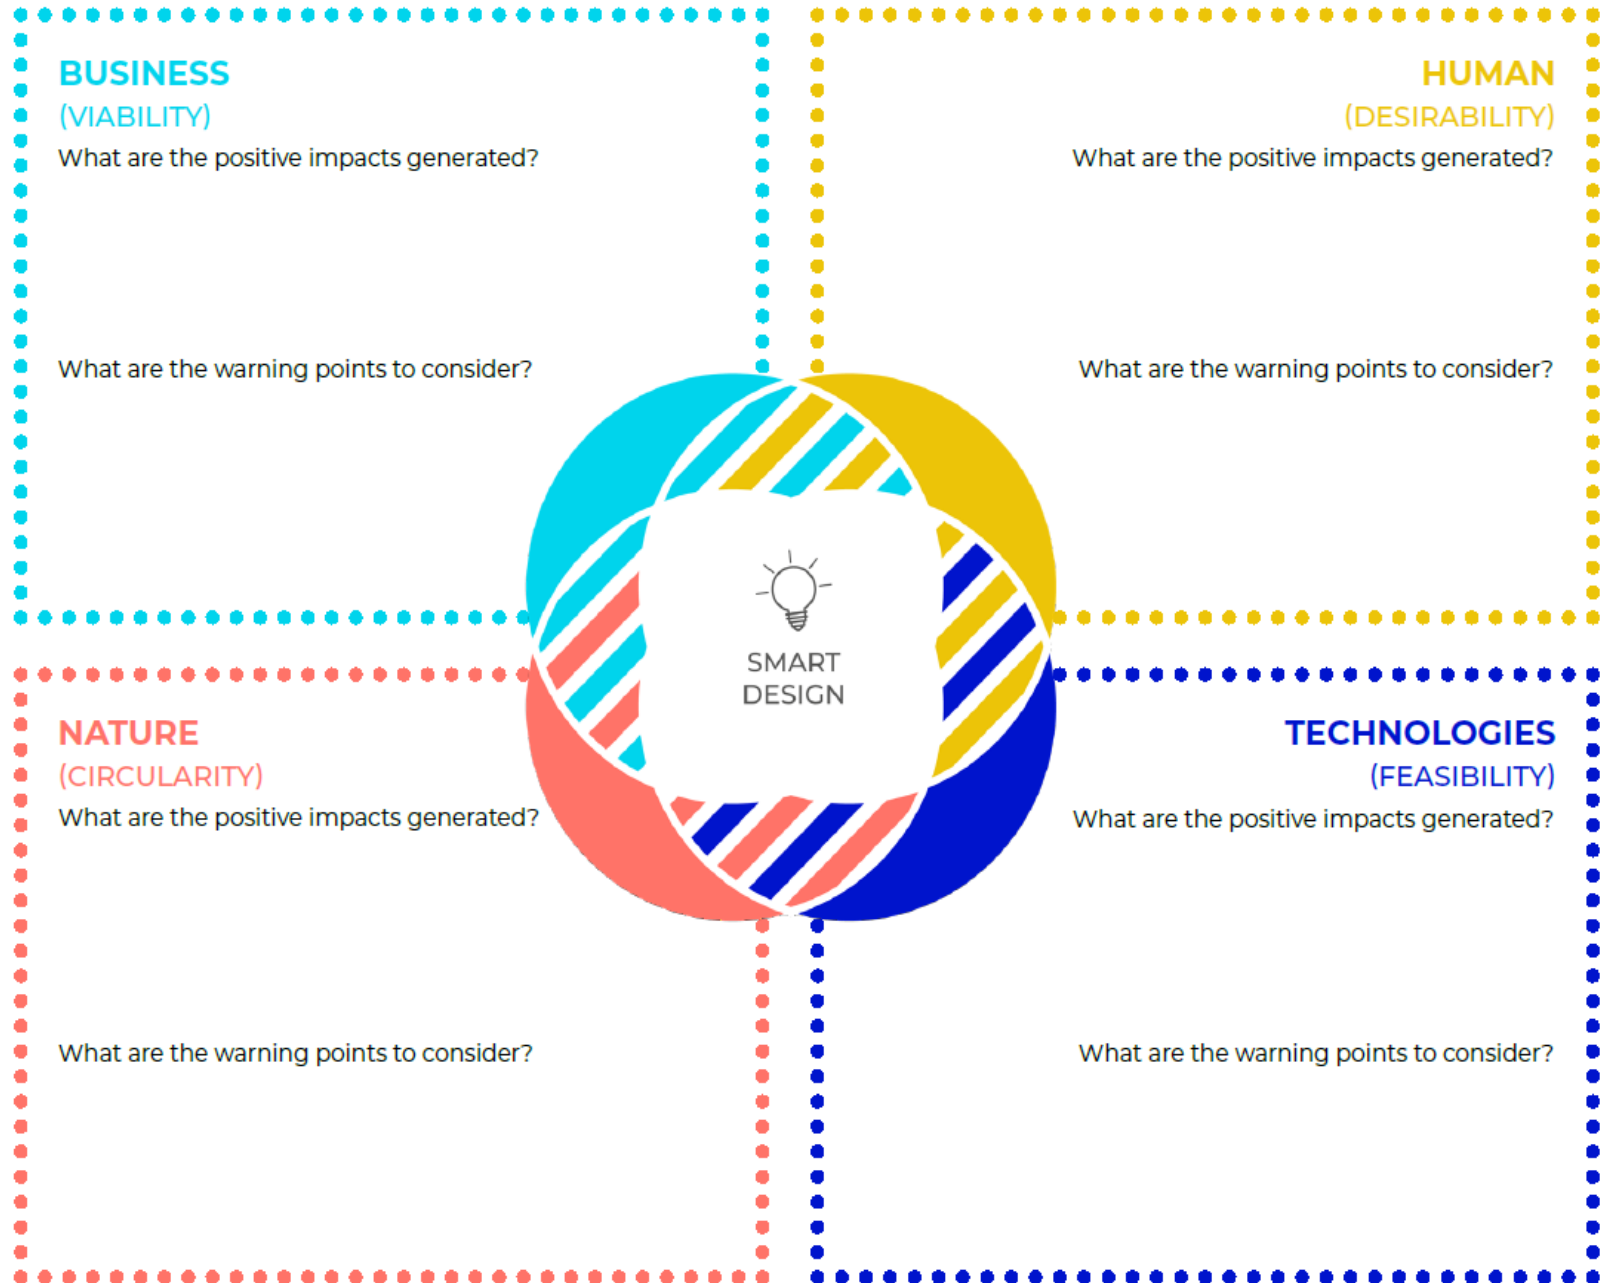 BUSINESS
(VIABILITY)
What are the positive impacts generated?
What are the warning points to consider?
HUMAN
(DESIRABILITY)
What are the positive impacts generated?
What are the warning points to consider?
SMART
DESIGN
NATURE
(CIRCULARITY)
What are the positive impacts generated?
What are the warning points to consider?
TECHNOLOGIES
(FEASIBILITY)
What are the positive impacts generated?
What are the warning points to consider?